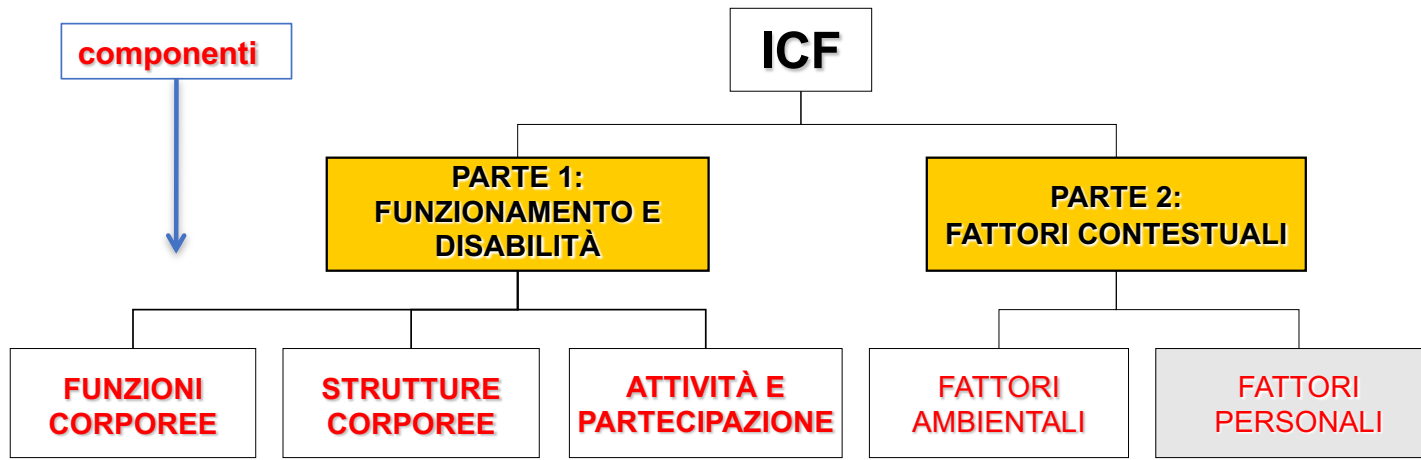 componenti
ICF
PARTE 1:
FUNZIONAMENTO E
DISABILITÀ
PARTE 2:
FATTORI CONTESTUALI
FUNZIONI
CORPOREE
STRUTTURE
CORPOREE
ATTIVITÀ E
PARTECIPAZIONE
FATTORI
AMBIENTALI
FATTORI
PERSONALI